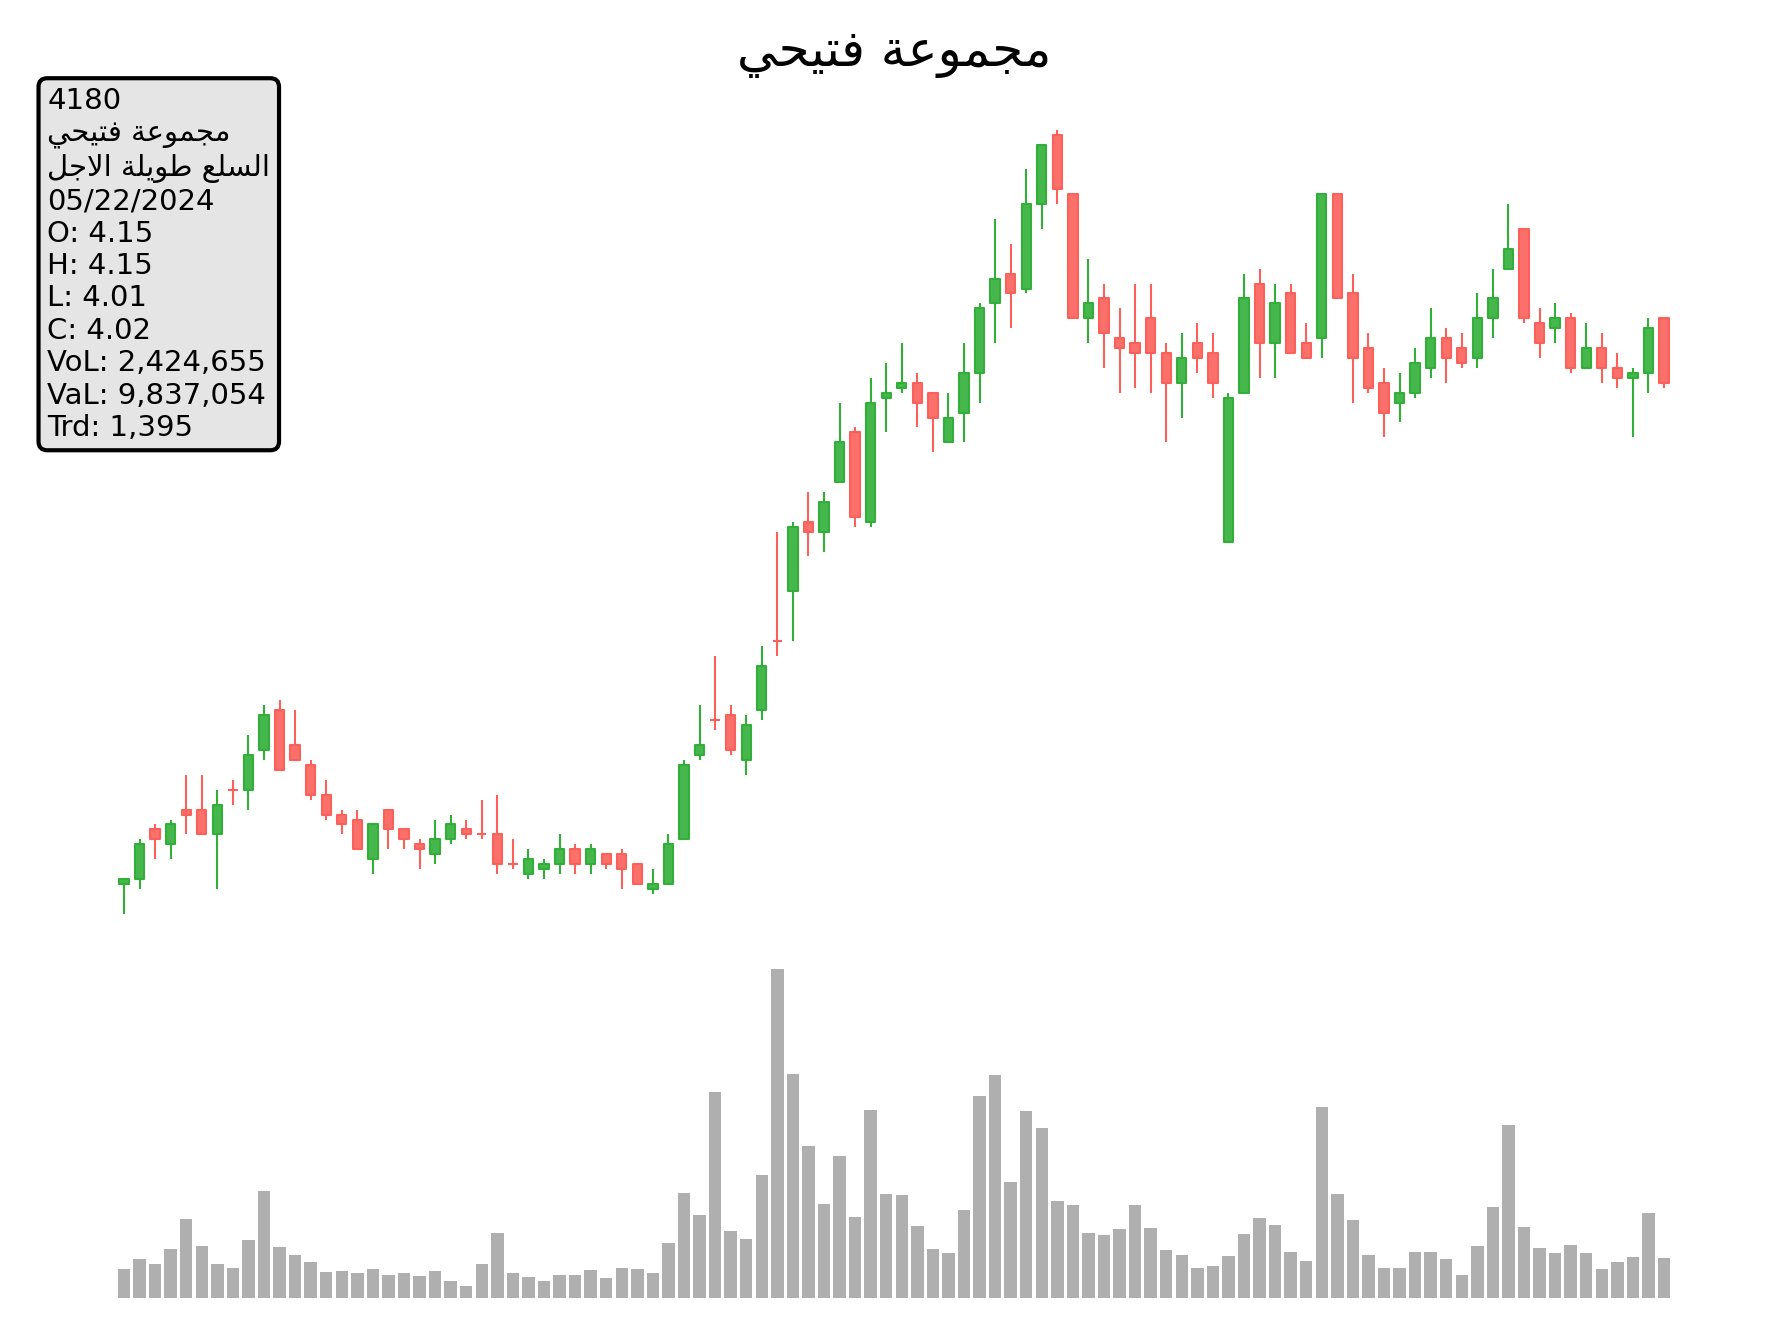 مجموعة فتيحي
4180
مجموعة فتيحي
السلع طويلة الاجل
05/22/2024
O: 4.15
H: 4.15
L: 4.01
C: 4.02
VoL: 2,424,655
VaL: 9,837,054
Trd: 1,395